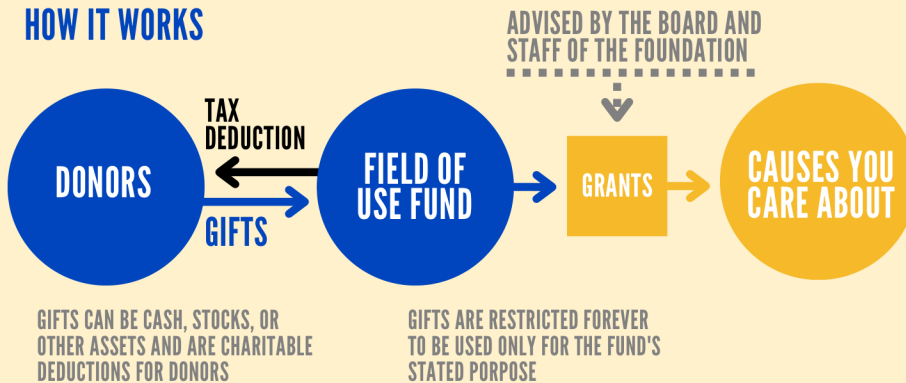 HOW IT WORKS
ADVISED BY THE BOARD AND
STAFF OF THE FOUNDATION
TAX
DEDUCTION
DONORS
GIFTS
FIELD OF
USE FUND
GRANTS
CAUSES YOU
CARE ABOUT
GIFTS CAN BE CASH, STOCKS, OR
OTHER ASSETS AND ARE CHARITABLE
DEDUCTIONS FOR DONORS
GIFTS ARE RESTRICTED FOREVER
TO BE USED ONLY FOR THE FUND'S
STATED PORPOSE